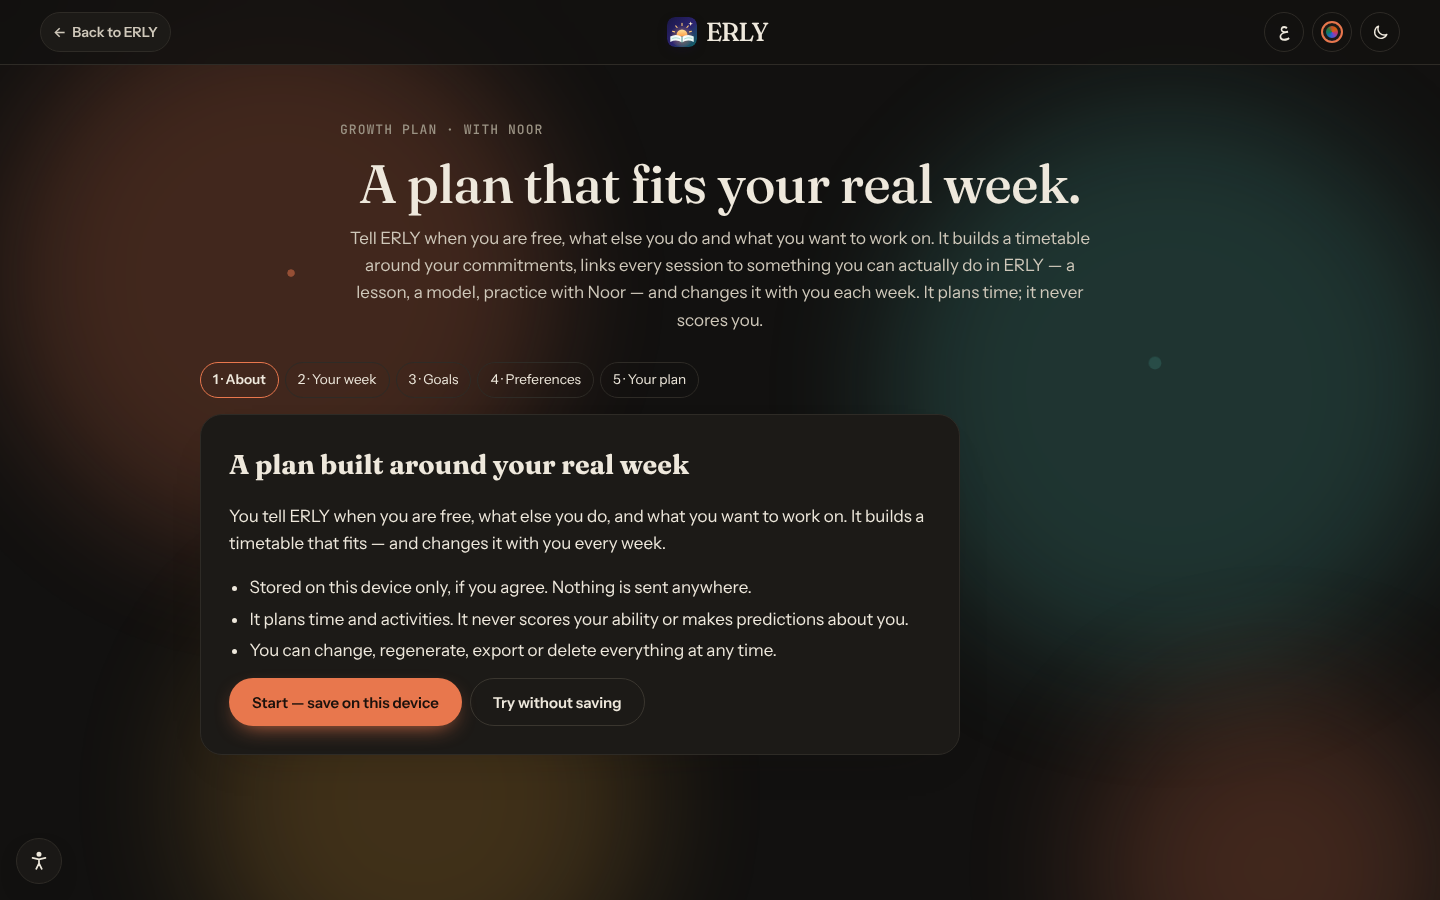 ← Back to ERLY
ERLY
ع
GROWTH PLAN · WITH NOOR
A plan that fits your real week.
Tell ERLY when you are free, what else you do and what you want to work on. It builds a timetable
around your commitments, links every session to something you can actually do in ERLY — a
lesson, a model, practice with Noor — and changes it with you each week. It plans time; it never
scores you.
1 · About
2 · Your week
3 · Goals
4 · Preferences
5 · Your plan
A plan built around your real week
You tell ERLY when you are free, what else you do, and what you want to work on. It builds a
timetable that fits — and changes it with you every week.
• Stored on this device only, if you agree. Nothing is sent anywhere.
• It plans time and activities. It never scores your ability or makes predictions about you.
• You can change, regenerate, export or delete everything at any time.
Start — save on this device
Try without saving